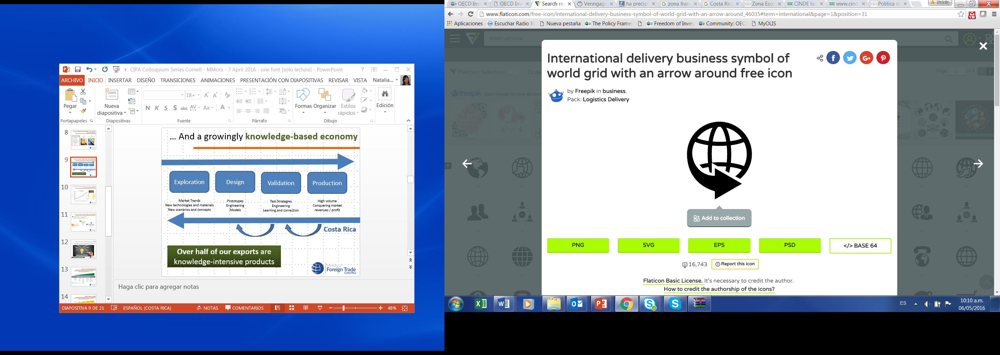 CIPA Colloquium Series Cornell - MMora - 7 April 2016 - one font [solo lectura] - PowerPoint
ARCHIVO INICIO INSERTAR DISEÑO TRANSICIONES ANIMACIONES PRESENTACIÓN CON DIAPOSITIVAS REVISAR VISTA Natalia...
18+
Pegar
Nueva
diapositiva
N K S S abc AV Aa A
Formas Organizar Estilos
rápidos
Edición
Portapapeles Diapositivas Fuente Párrafo Dibujo
8
9
10
11
12
13
14
... And a growingly knowledge-based economy
Exploration Design Validation Production
Market Trends
New technologies and materials
New scenarios and concepts
Prototypes
Engineering
Models
Test Strategies
Engineering
Learning and correction
High volume
Conquering market
revenues / profit
Costa Rica
Over half of our exports are
knowledge-intensive products
Ministry of
Foreign Trade
Costa Rica
Haga clic para agregar notas
DIAPOSITIVA 9 DE 21 ESPAÑOL (COSTA RICA) NOTAS COMENTARIOS 48%
OECD Inv OECD Inv Search res Venngag ha precip zona fran Costa Rica Zona Eco CINDE lan www.cind Política d Natalia
www.flaticon.com/free-icon/international-delivery-business-symbol-of-world-grid-with-an-arrow-around_46035#term=international&page=1&position=31
130
Aplicaciones Escuchar Radio M Nueva pestaña The Policy Frame Freedom of Inves Community: OEC MyOLIS
international
Flaticon Selection Orde
Page 1 of 4
freepik Visit Freepik for Free Vectors
International delivery business symbol of
world grid with an arrow around free icon
by Freepik in business.
Pack: Logistics Delivery
Add to collection
PNG SVG EPS PSD </> BASE 64
16,743 Report this icon
Flaticon Basic License. It's necessary to credit the author.
How to credit the authorship of the icons?
ES 10:10 a.m.
06/05/2016